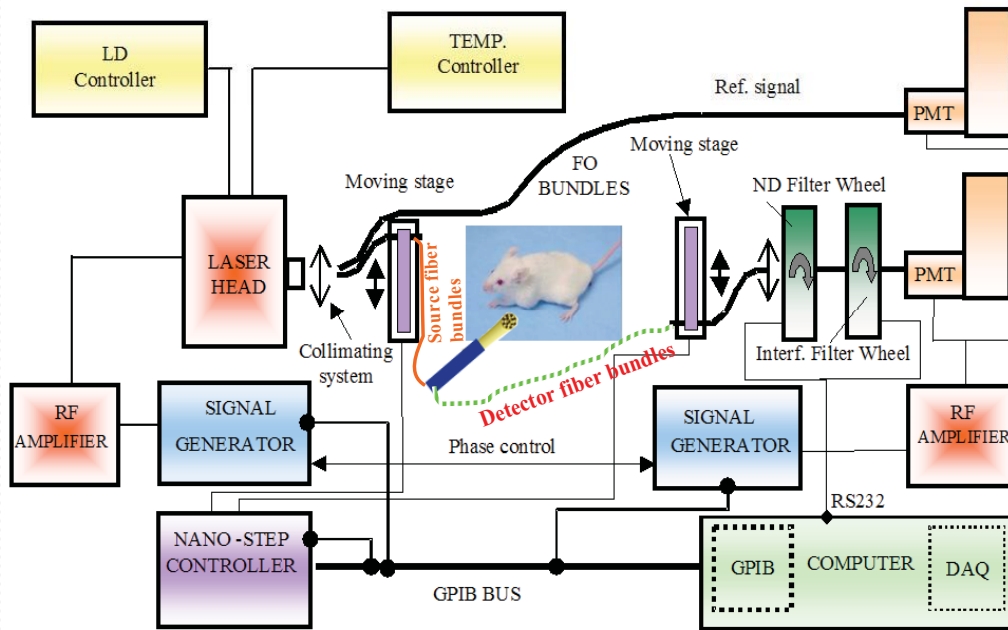 LD
Controller
TEMP.
Controller
Ref. signal
PMT
Moving stage
FO
BUNDLES
Moving stage
ND Filter Wheel
LASER
HEAD
Source fiber
bundles
PMT
Collimating
system
Interf. Filter Wheel
Detector fiber bundles
RF
AMPLIFIER
SIGNAL
GENERATOR
Phase control
SIGNAL
GENERATOR
RF
AMPLIFIER
RS232
NANO -STEP
CONTROLLER
GPIB BUS
GPIB
COMPUTER
DAQ